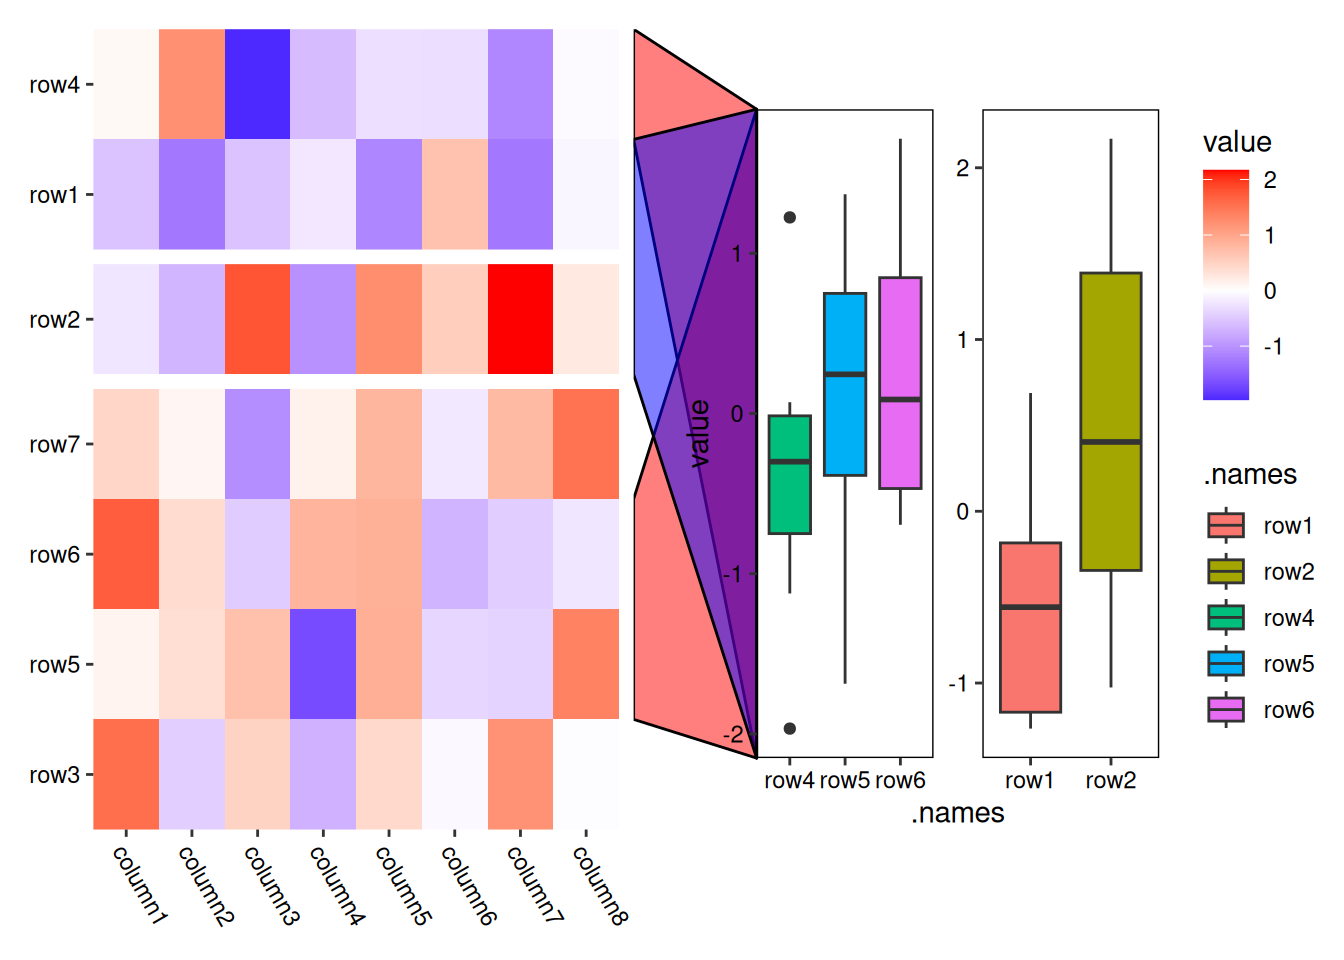 row4
row1
row2
row7
row6
row5
row3
column1
column2
column3
column4
column5
column6
column7
column8
value
1
0
-1
-2
row4 row5 row6
2
1
0
-1
row1 row2
.names
value
2
1
0
-1
.names
row1
row2
row4
row5
row6